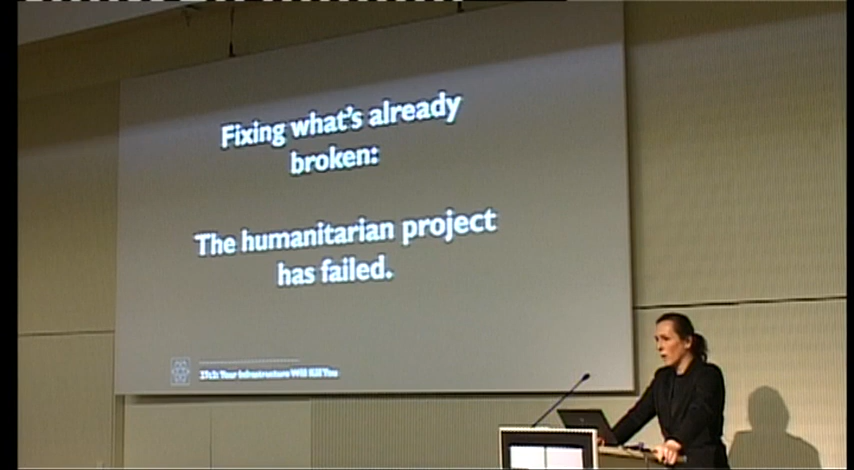 Fixing what's already
broken:
The humanitarian project
has failed.
27c3: Your Infrastructure Will Kill You